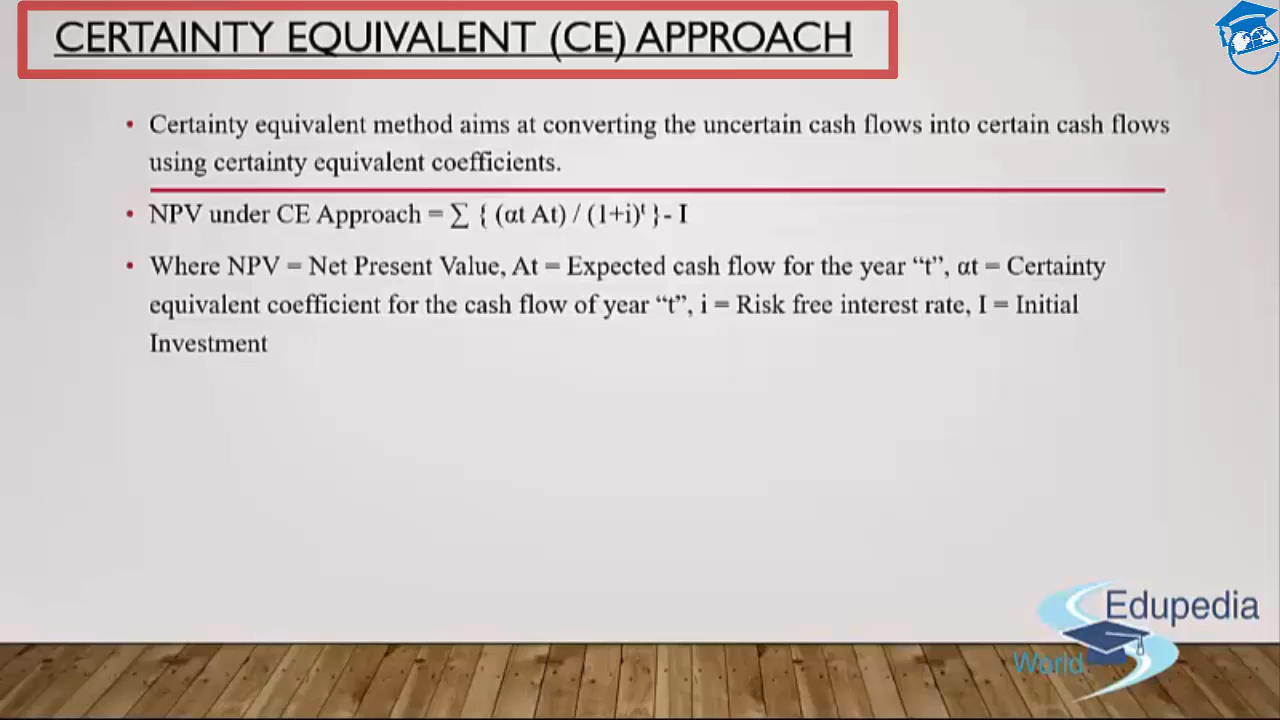 CERTAINTY EQUIVALENT (CE) APPROACH
• Certainty equivalent method aims at converting the uncertain cash flows into certain cash flows
using certainty equivalent coefficients.
• NPV under CE Approach = ∑ { (αt At) / (1+i)ᵗ }- I
• Where NPV = Net Present Value, At = Expected cash flow for the year “t”, αt = Certainty
equivalent coefficient for the cash flow of year “t”, i = Risk free interest rate, I = Initial
Investment
Edupedia
World